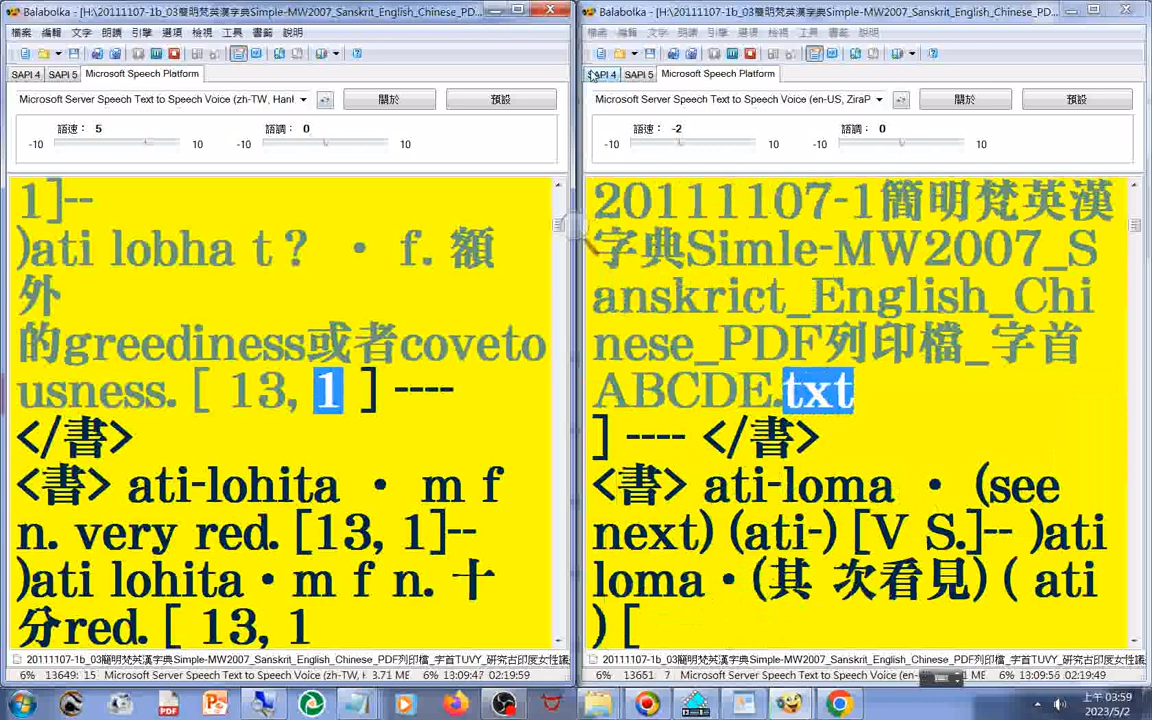 Balabolka - [H:\20111107-1b_03簡明梵英漢字典Simple-MW2007_Sanskrit_English_Chinese_PD...
檔案 編輯 文字 朗讀 引擎 選項 檢視 工具 書籤 說明
SAPI 4 SAPI 5 Microsoft Speech Platform
Microsoft Server Speech Text to Speech Voice (zh-TW, Hanl
關於 預設
語速： 5 語調： 0
-10 10 -10 10
1]--
)ati lobha t？ ‧ f. 額
外
的greediness或者coveto
usness. [ 13, 1 ] ----
</書>
<書> ati-lohita ‧ m f
n. very red. [13, 1]--
)ati lohita‧m f n. 十
分red. [ 13, 1
20111107-1b_03簡明梵英漢字典Simple-MW2007_Sanskrit_English_Chinese_PDF列印檔_字首TUVY_研究古印度女性議
6% 13649: 15 Microsoft Server Speech Text to Speech Voice (zh-TW, H 3.71 MB 6% 13:09:47 02:19:59
Balabolka - [H:\20111107-1b_03簡明梵英漢字典Simple-MW2007_Sanskrit_English_Chinese_PD...
檔案 編輯 文字 朗讀 引擎 選項 檢視 工具 書籤 說明
SAPI 4 SAPI 5 Microsoft Speech Platform
Microsoft Server Speech Text to Speech Voice (en-US, ZiraP
關於 預設
語速： -2 語調： 0
-10 10 -10 10
20111107-1簡明梵英漢
字典Simle-MW2007_S
anskrict_English_Chi
nese_PDF列印檔_字首
ABCDE.txt
] ---- </書>
<書> ati-loma ‧ (see
next) (ati-) [V S.]-- )ati
loma‧(其 次看見) ( ati
) [
20111107-1b_03簡明梵英漢字典Simple-MW2007_Sanskrit_English_Chinese_PDF列印檔_字首TUVY_研究古印度女性議
6% 13651 7 Microsoft Server Speech Text to Speech Voice (en-U MB 6% 13:09:56 02:19:49
上午 03:59
2023/5/2